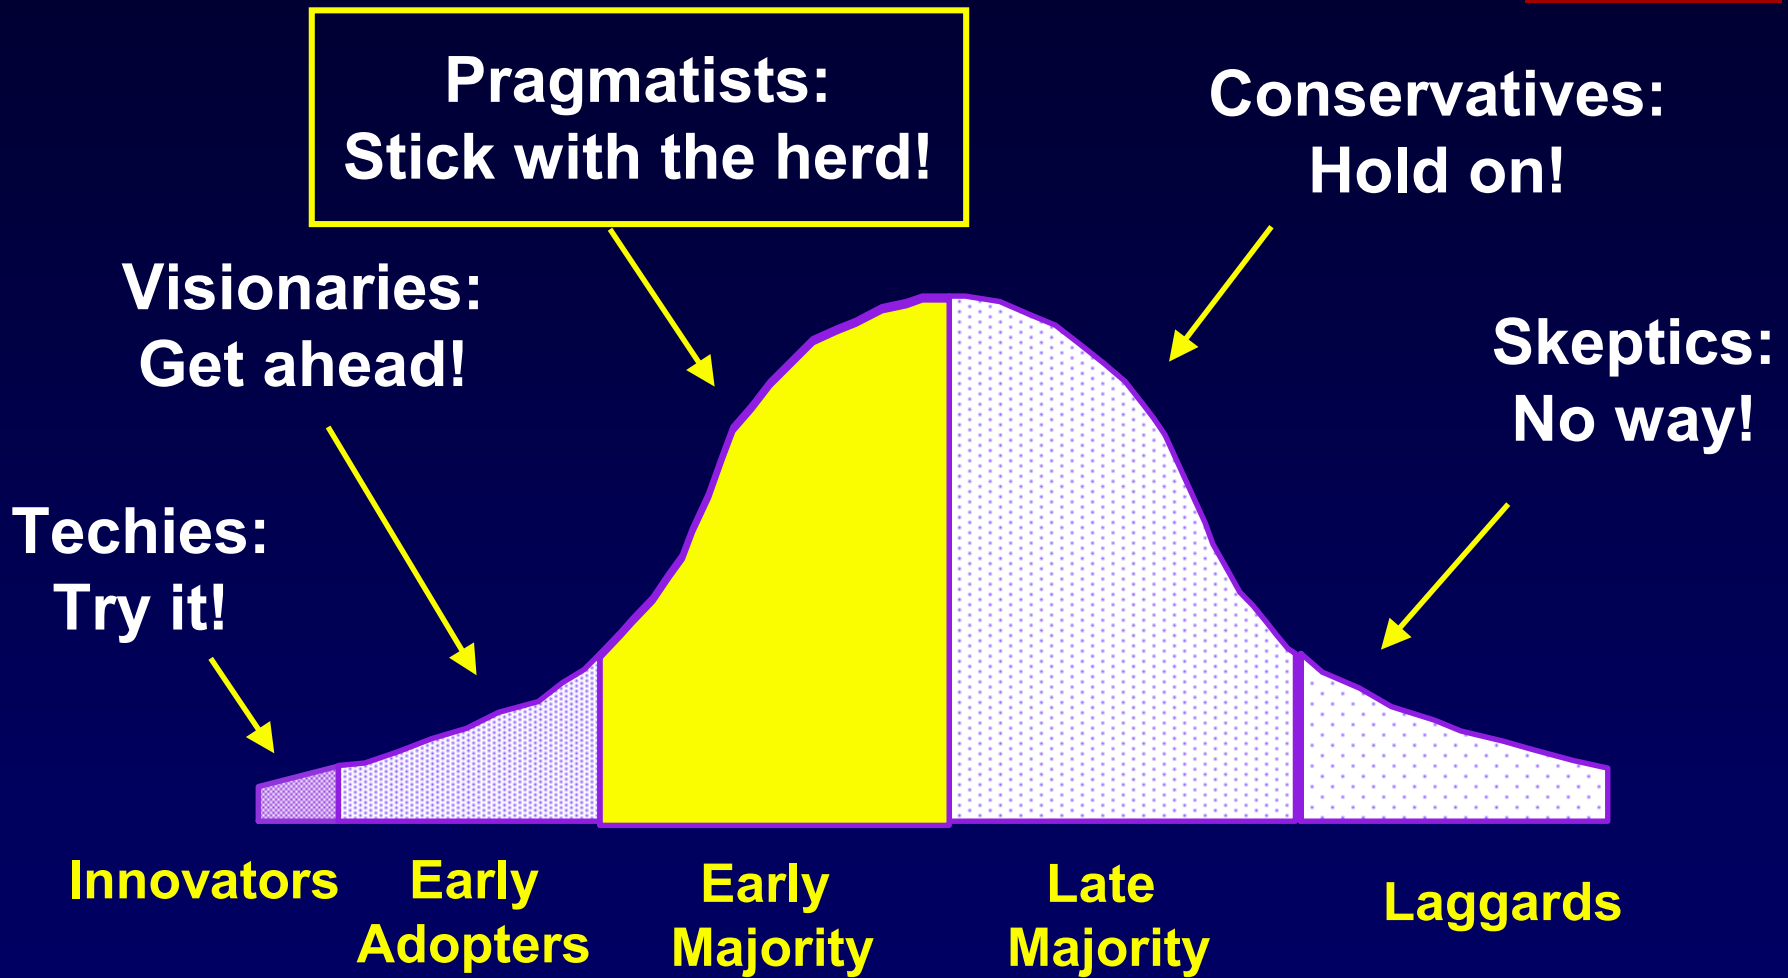 Pragmatists:
Stick with the herd!
Conservatives:
Hold on!
Visionaries:
Get ahead!
Skeptics:
No way!
Techies:
Try it!
Innovators
Early
Adopters
Early
Majority
Late
Majority
Laggards